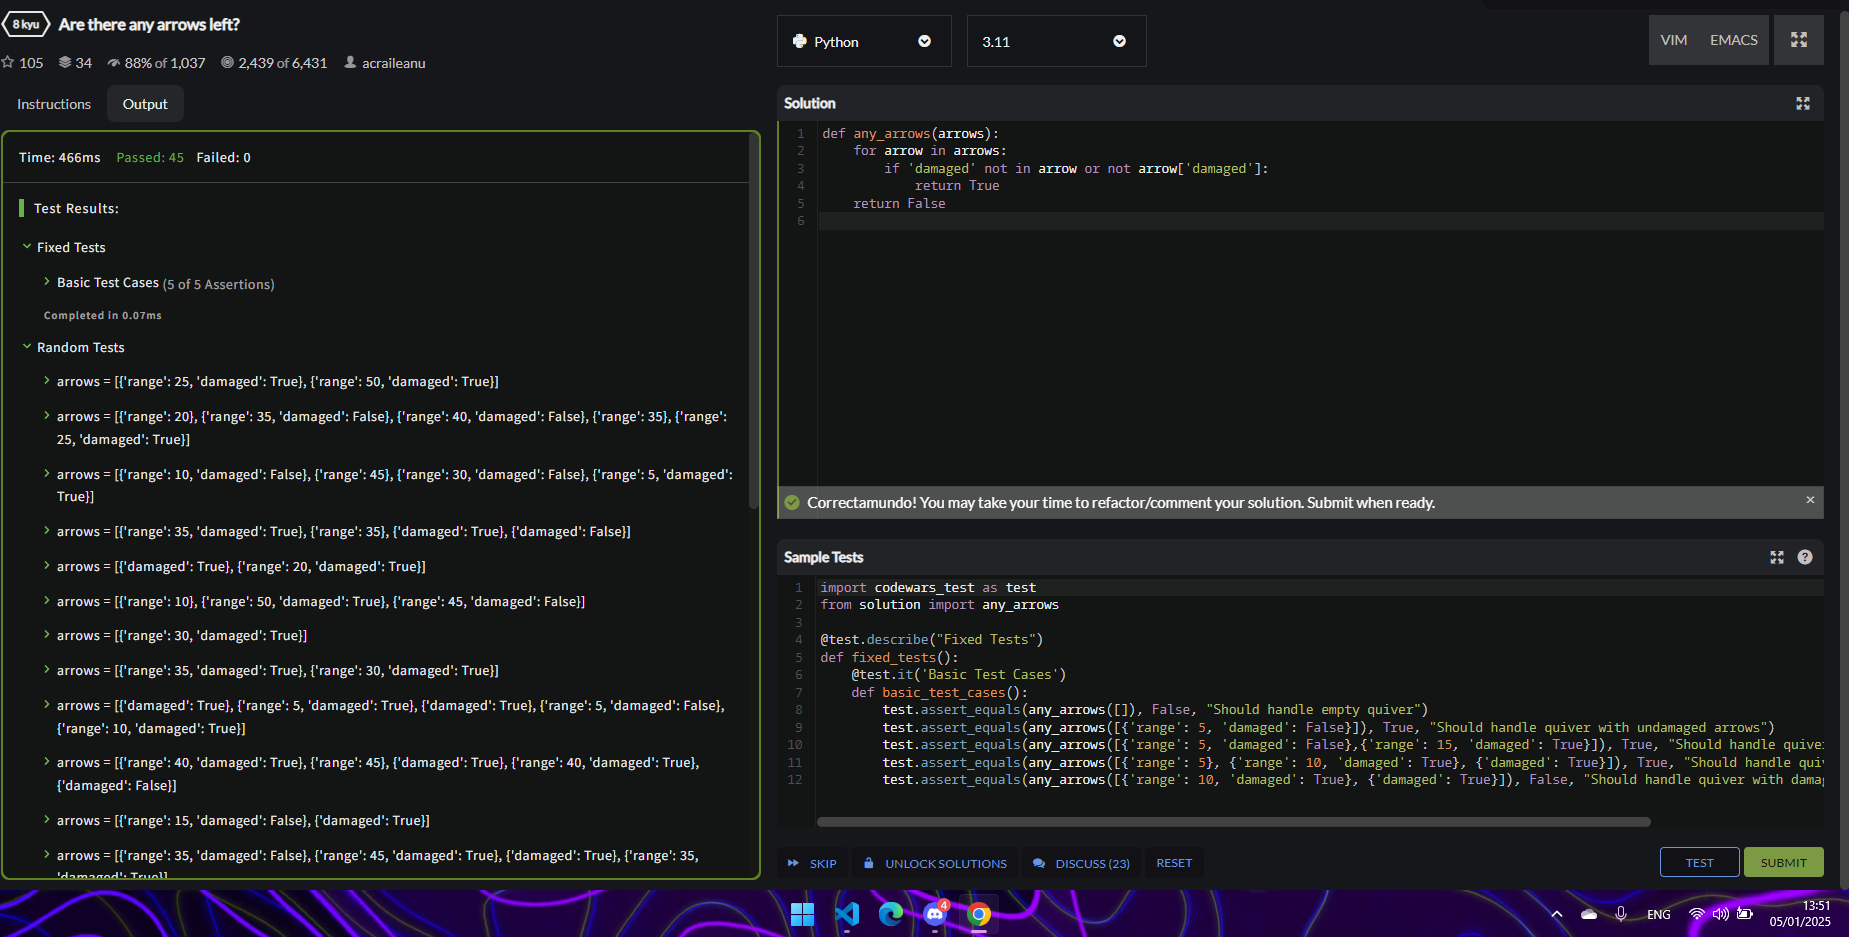 8 kyu Are there any arrows left?
105 34 88% of 1,037 2,439 of 6,431 acraileanu
Instructions Output
Time: 466ms Passed: 45 Failed: 0
Test Results:
Fixed Tests
Basic Test Cases (5 of 5 Assertions)
Completed in 0.07ms
Random Tests
arrows = [{'range': 25, 'damaged': True}, {'range': 50, 'damaged': True}]
arrows = [{'range': 20}, {'range': 35, 'damaged': False}, {'range': 40, 'damaged': False}, {'range': 35}, {'range':
25, 'damaged': True}]
arrows = [{'range': 10, 'damaged': False}, {'range': 45}, {'range': 30, 'damaged': False}, {'range': 5, 'damaged':
True}]
arrows = [{'range': 35, 'damaged': True}, {'range': 35}, {'damaged': True}, {'damaged': False}]
arrows = [{'damaged': True}, {'range': 20, 'damaged': True}]
arrows = [{'range': 10}, {'range': 50, 'damaged': True}, {'range': 45, 'damaged': False}]
arrows = [{'range': 30, 'damaged': True}]
arrows = [{'range': 35, 'damaged': True}, {'range': 30, 'damaged': True}]
arrows = [{'damaged': True}, {'range': 5, 'damaged': True}, {'damaged': True}, {'range': 5, 'damaged': False},
{'range': 10, 'damaged': True}]
arrows = [{'range': 40, 'damaged': True}, {'range': 45}, {'damaged': True}, {'range': 40, 'damaged': True},
{'damaged': False}]
arrows = [{'range': 15, 'damaged': False}, {'damaged': True}]
arrows = [{'range': 35, 'damaged': False}, {'range': 45, 'damaged': True}, {'damaged': True}, {'range': 35,
'damaged': True}]
Python 3.11 VIM EMACS
Solution
1 def any_arrows(arrows):
2 for arrow in arrows:
3 if 'damaged' not in arrow or not arrow['damaged']:
4 return True
5 return False
6
Correctamundo! You may take your time to refactor/comment your solution. Submit when ready. ×
Sample Tests ?
1 import codewars_test as test
2 from solution import any_arrows
3
4 @test.describe("Fixed Tests")
5 def fixed_tests():
6 @test.it('Basic Test Cases')
7 def basic_test_cases():
8 test.assert_equals(any_arrows([]), False, "Should handle empty quiver")
9 test.assert_equals(any_arrows([{'range': 5, 'damaged': False}]), True, "Should handle quiver with undamaged arrows")
10 test.assert_equals(any_arrows([{'range': 5, 'damaged': False},{'range': 15, 'damaged': True}]), True, "Should handle quive
11 test.assert_equals(any_arrows([{'range': 5}, {'range': 10, 'damaged': True}, {'damaged': True}]), True, "Should handle qui
12 test.assert_equals(any_arrows([{'range': 10, 'damaged': True}, {'damaged': True}]), False, "Should handle quiver with dama
SKIP UNLOCK SOLUTIONS DISCUSS (23) RESET TEST SUBMIT
4 ENG 13:51
05/01/2025